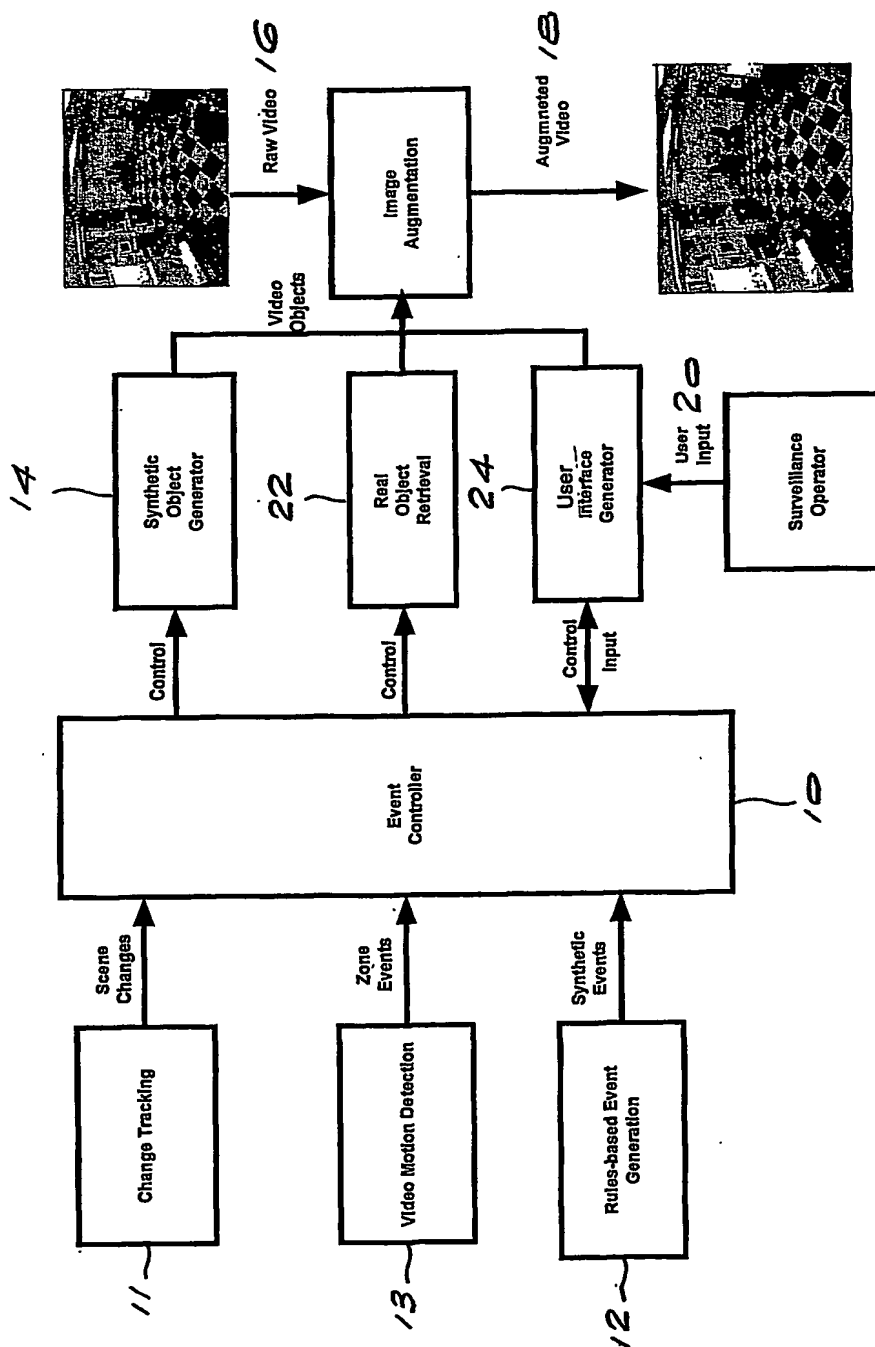 11
Change Tracking
Scene
Changes
13
Video Motion Detection
Zone
Events
12
Rules-based Event
Generation
Synthetic
Events
Event
Controller
10
Control
Control
Control
Input
14
Synthetic
Object
Generator
22
Real
Object
Retrieval
24
User
Interface
Generator
User
Input
20
Surveillance
Operator
Video
Objects
Raw Video
16
Image
Augmentation
Augmneted
Video
18